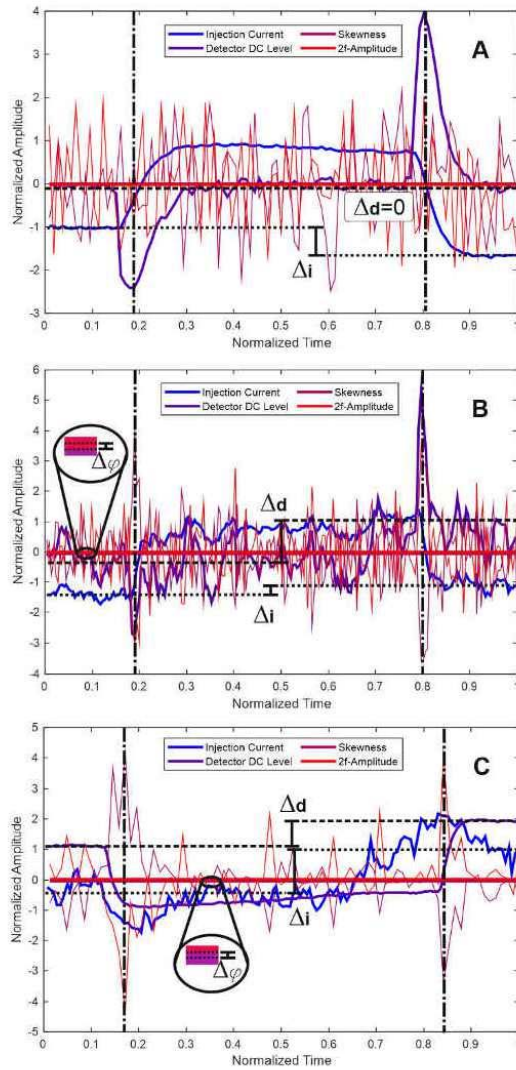 A
Injection Current
Skewness
Detector DC Level
2f-Amplitude
Normalized Amplitude
4
3
2
1
0
-1
-2
-3
Δd=0
Δi
0
0.1
0.2
0.3
0.4
0.5
0.6
0.7
0.8
0.9
1
Normalized Time
B
Injection Current
Skewness
Detector DC Level
2f-Amplitude
Normalized Amplitude
6
5
4
3
2
1
0
-1
-2
-3
-4
Δφ
Δd
Δi
0
0.1
0.2
0.3
0.4
0.5
0.6
0.7
0.8
0.9
1
Normalized Time
C
Injection Current
Skewness
Detector DC Level
2f-Amplitude
Normalized Amplitude
5
4
3
2
1
0
-1
-2
-3
-4
-5
Δd
Δi
Δφ
0
0.1
0.2
0.3
0.4
0.5
0.6
0.7
0.8
0.9
1
Normalized Time